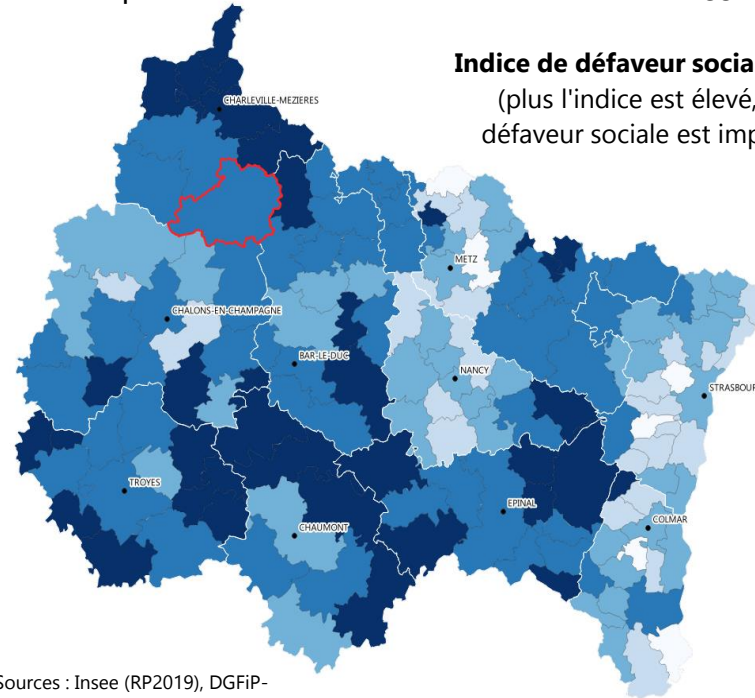 Indice de défaveur socia
(plus l'indice est élevé,
défaveur sociale est imp
CHARLEVILLE-MEZIERES
METZ
CHALONS-EN-CHAMPAGNE
BAR-LE-DUC
NANCY
STRASBOUR
TROYES
EPINAL
CHAUMONT
COLMAR
Sources : Insee (RP2019), DGFiP-